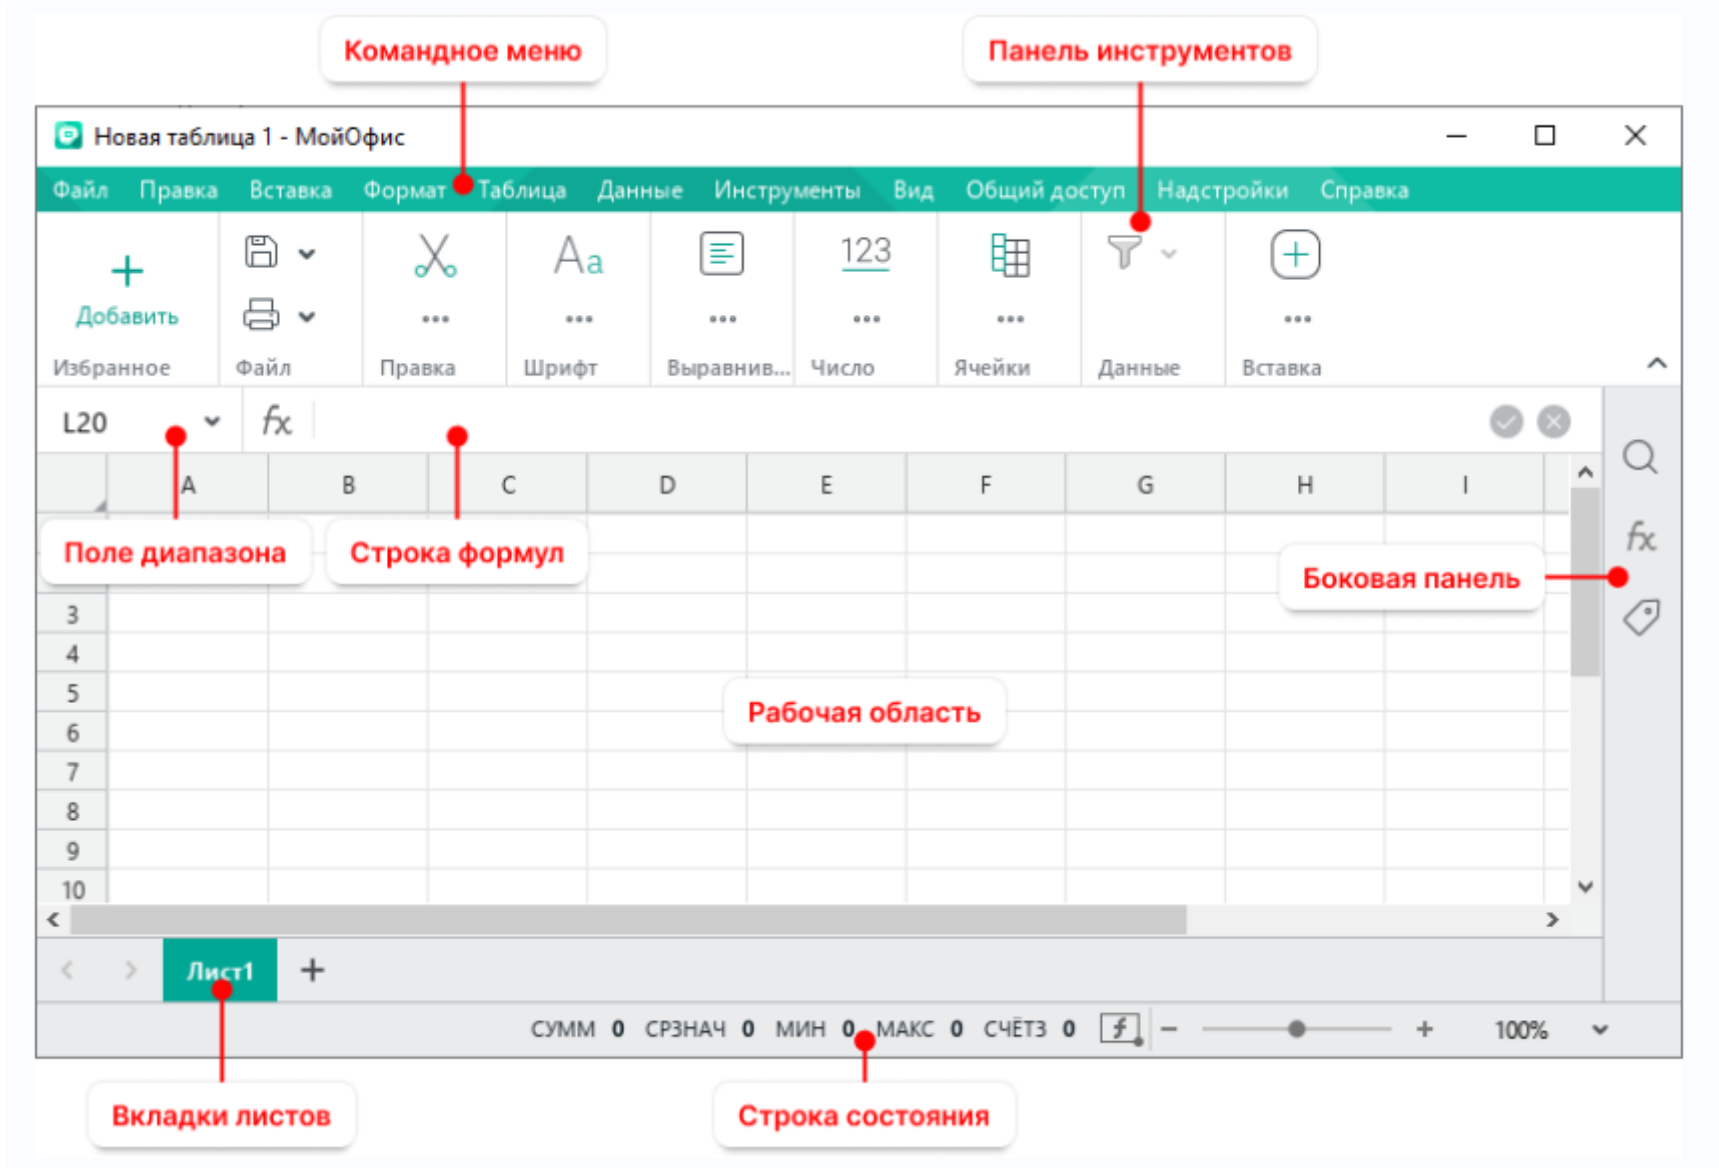 Командное меню
Панель инструментов
Новая таблица 1 - МойОфис
Файл Правка Вставка Формат Таблица Данные Инструменты Вид Общий доступ Надстройки Справка
Aa 123
Добавить
Избранное Файл Правка Шрифт Выравнив... Число Ячейки Данные Вставка
L20 fx
A B C D E F G H I
fx
Поле диапазона Строка формул
Боковая панель
3
4
5
Рабочая область
6
7
8
9
10
Лист1 +
СУММ 0 СРЗНАЧ 0 МИН 0 МАКС 0 СЧЁТЗ 0 f - + 100%
Вкладки листов
Строка состояния